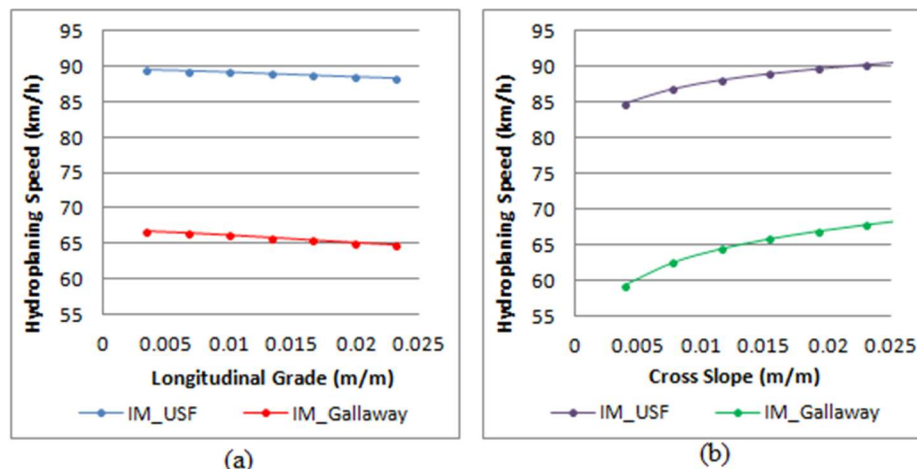 95
90
85
80
75
70
65
60
55
Hydroplaning Speed (km/h)
0 0.005 0.01 0.015 0.02 0.025
Longitudinal Grade (m/m)
IM_USF IM_Gallaway
(a)
95
90
85
80
75
70
65
60
55
Hydroplaning Speed (km/h)
0 0.005 0.01 0.015 0.02 0.025
Cross Slope (m/m)
IM_USF IM_Gallaway
(b)